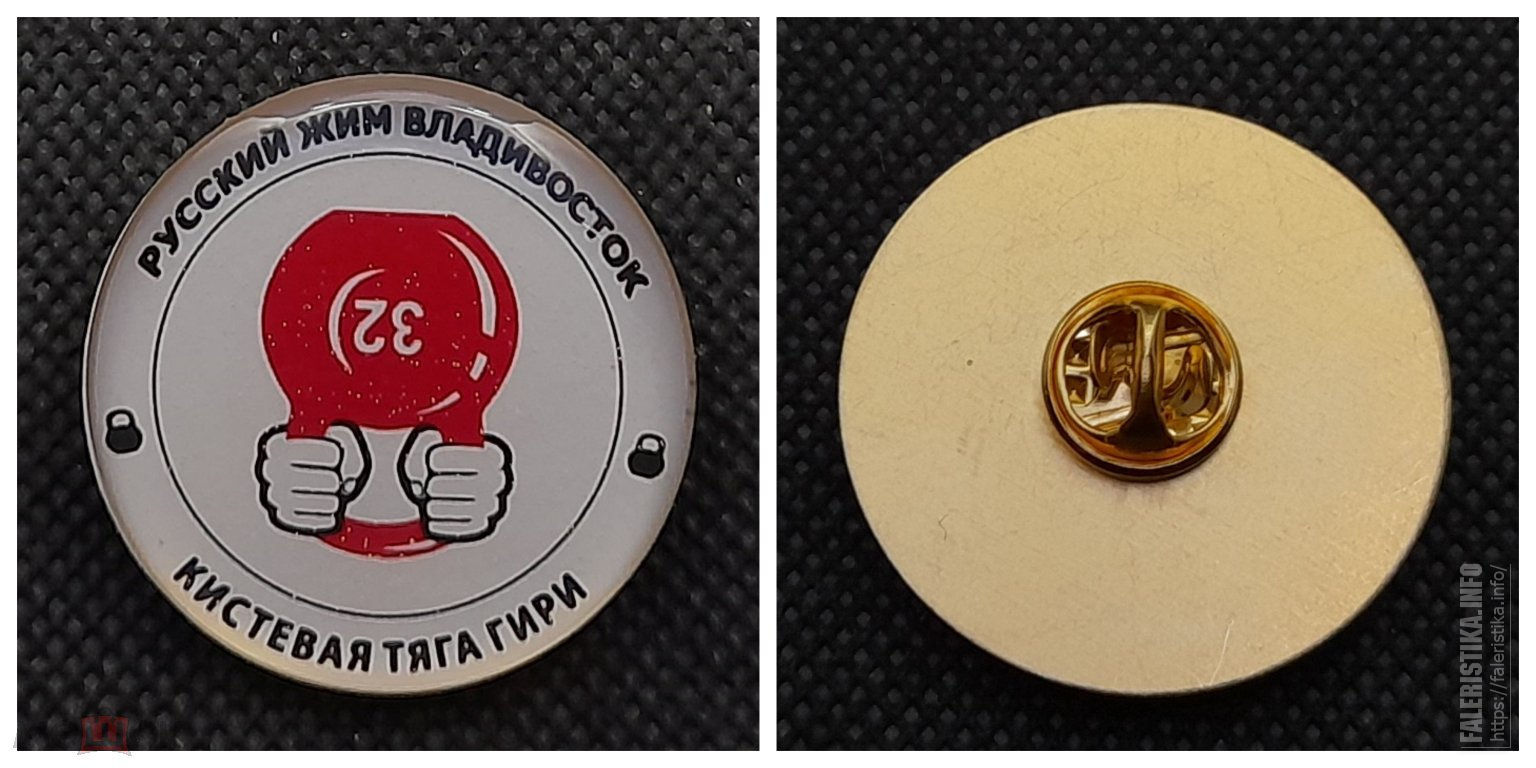 РУССКИЙ ЖИМ ВЛАДИВОСТОК
32
КИСТЕВАЯ ТЯГА ГИРИ
FALERISTIKA.INFO
https://faleristika.info/